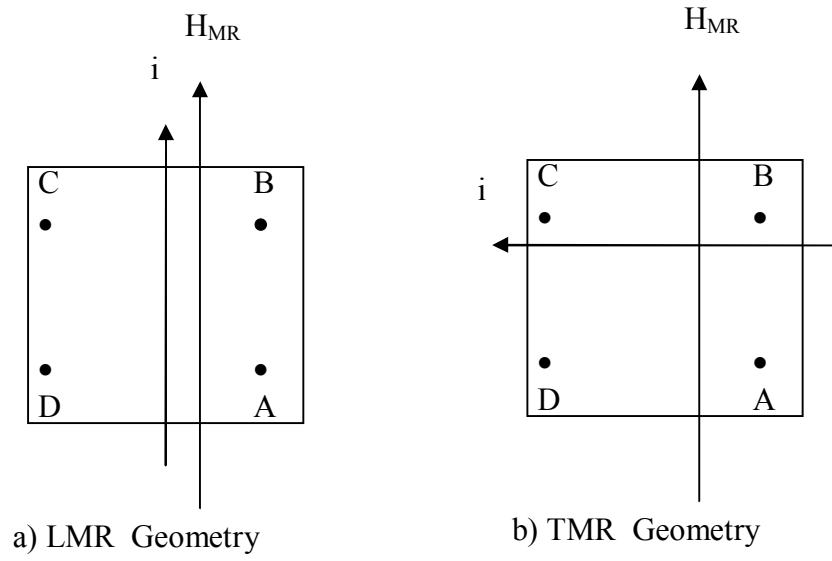 H_MR
i
C B
D A
a) LMR Geometry
H_MR
i
C B
D A
b) TMR Geometry